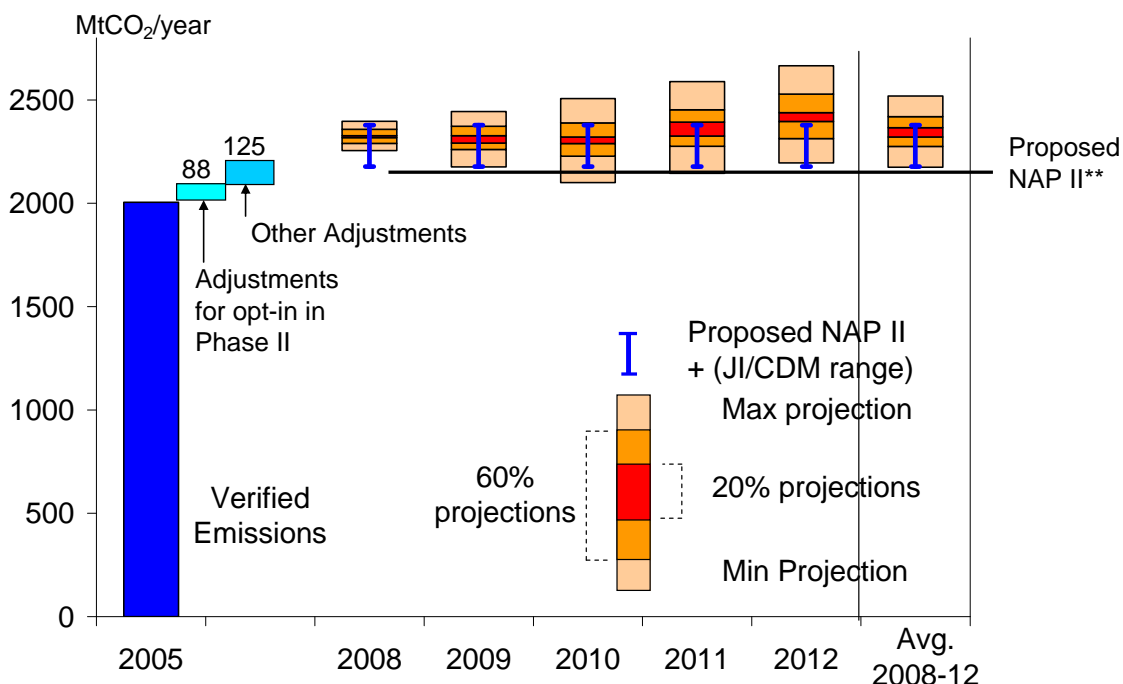 MtCO₂/year
2500
2000
1500
1000
500
0
88
125
Other Adjustments
Adjustments
for opt-in in
Phase II
Verified
Emissions
Proposed
NAP II**
Proposed NAP II
+ (JI/CDM range)
Max projection
60%
projections
20% projections
Min Projection
2005
2008
2009
2010
2011
2012
Avg.
2008-12